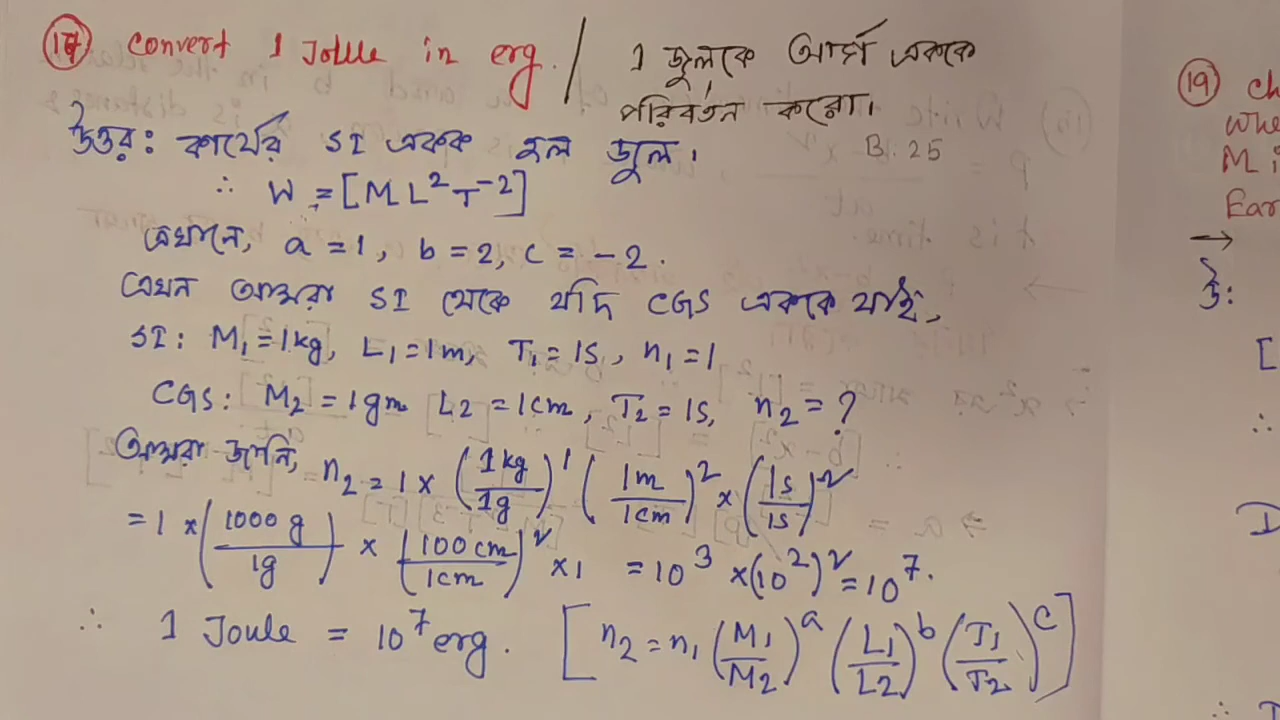 (17) Convert 1 Joule in erg. / 1 জুলকে আর্গ এককে
পরিবর্তন করো।
B. 25
উত্তর: কার্যের SI একক হল জুল।
∴ W = [ML²T⁻²]
এখানে, a = 1, b = 2, c = -2.
এখন আমরা SI থেকে যদি CGS এককে যাই,
SI: M₁ = 1kg, L₁ = 1m, T₁ = 1s, n₁ = 1
CGS: M₂ = 1gm L2 = 1cm, T₂ = 1s, n₂ = ?
আমরা জানি, n₂ = 1 × (1kg/1g)¹ (1m/1cm)² × (1s/1s)²
= 1 × (1000 g/1g) × (100 cm/1cm)² × 1 = 10³ × (10²)² = 10⁷.
∴ 1 Joule = 10⁷ erg. [n₂ = n₁ (M₁/M₂)ᵃ (L₁/L2)ᵇ (T₁/T₂)ᶜ]
(19) Ch
whe
M i
Ear
→
উ:
[
∴